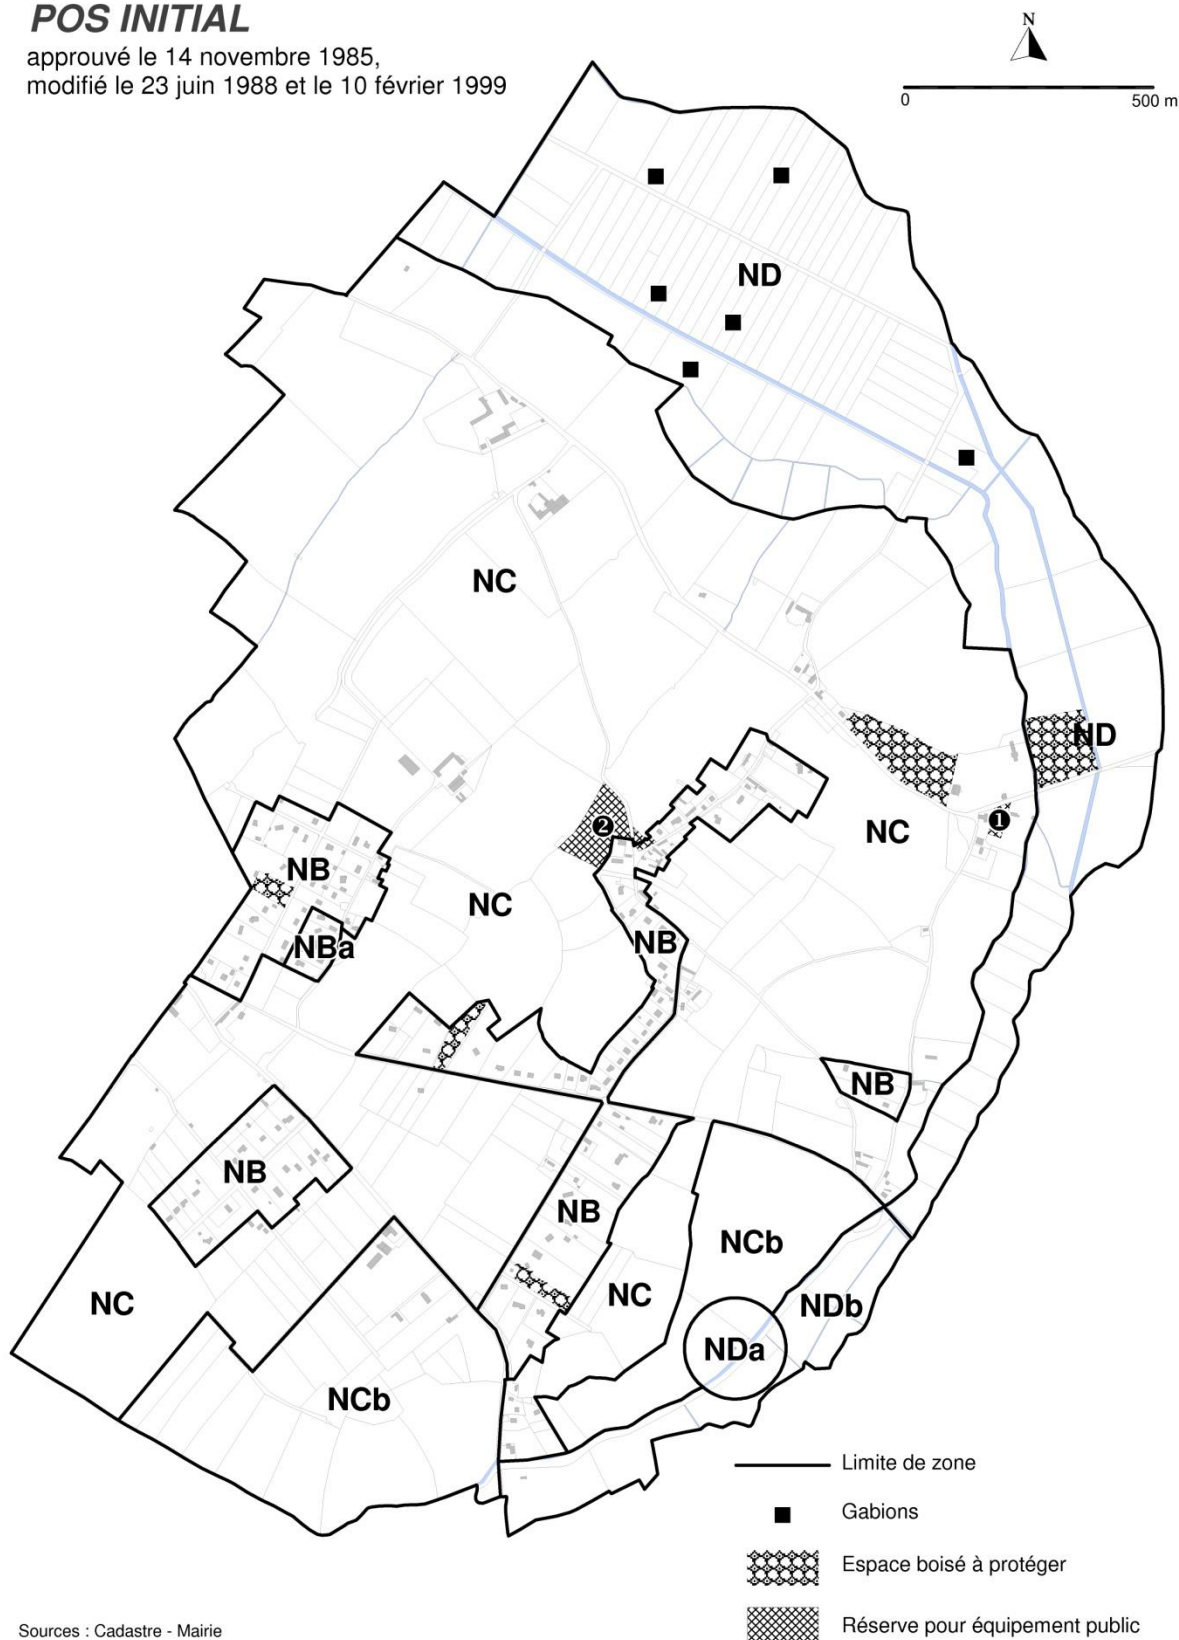 POS INITIAL
approuvé le 14 novembre 1985,
modifié le 23 juin 1988 et le 10 février 1999
N
0 500 m
ND
NC
ND
1
2
NC
NB
NC
NBa
NB
NB
NB
NB
NCb
NC
NC
NDb
NDa
NCb
Limite de zone
Gabions
Espace boisé à protéger
Réserve pour équipement public
Sources : Cadastre - Mairie